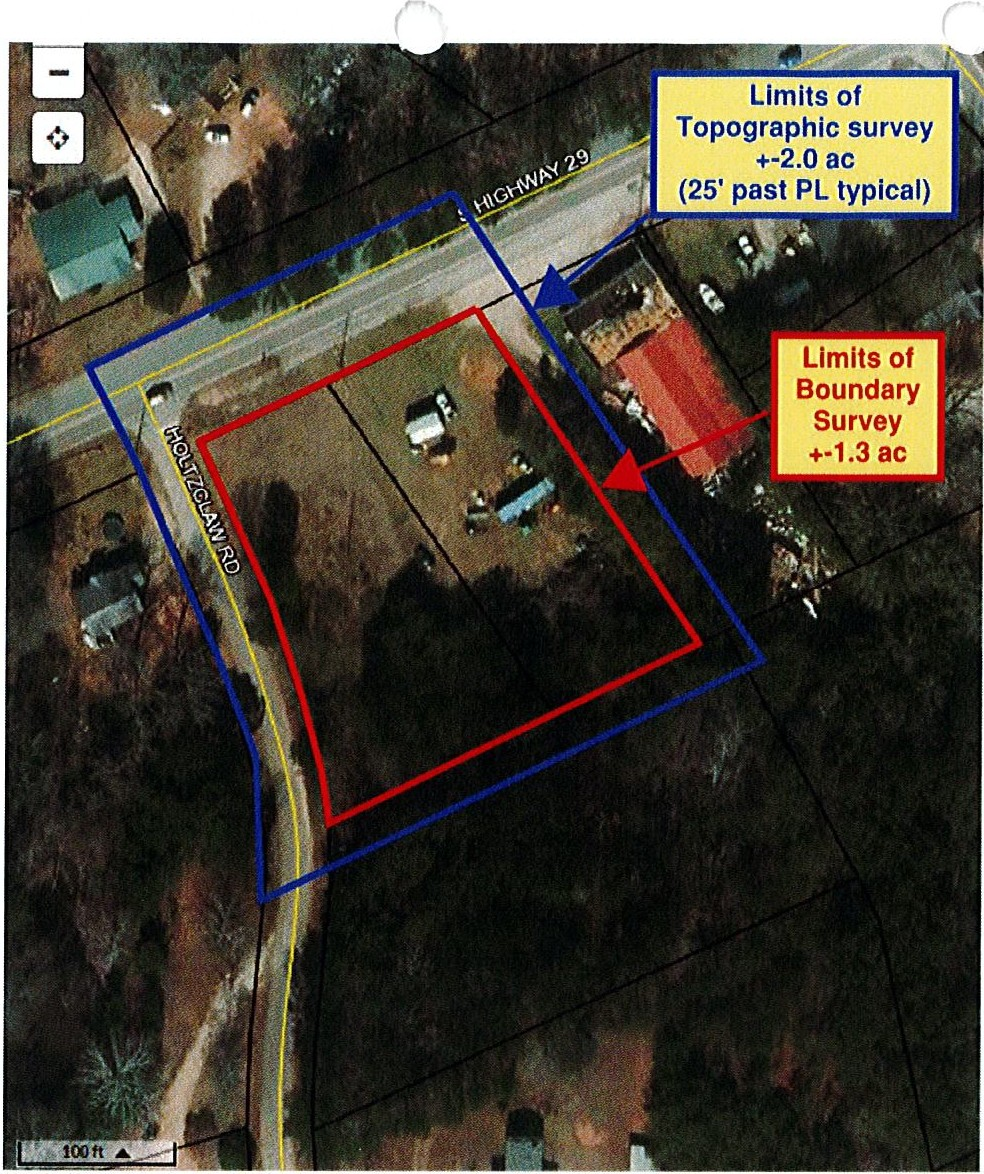 Limits of
Topographic survey
+-2.0 ac
(25' past PL typical)
S HIGHWAY 29
Limits of
Boundary
Survey
+-1.3 ac
HOLTZCLAW RD
100 ft